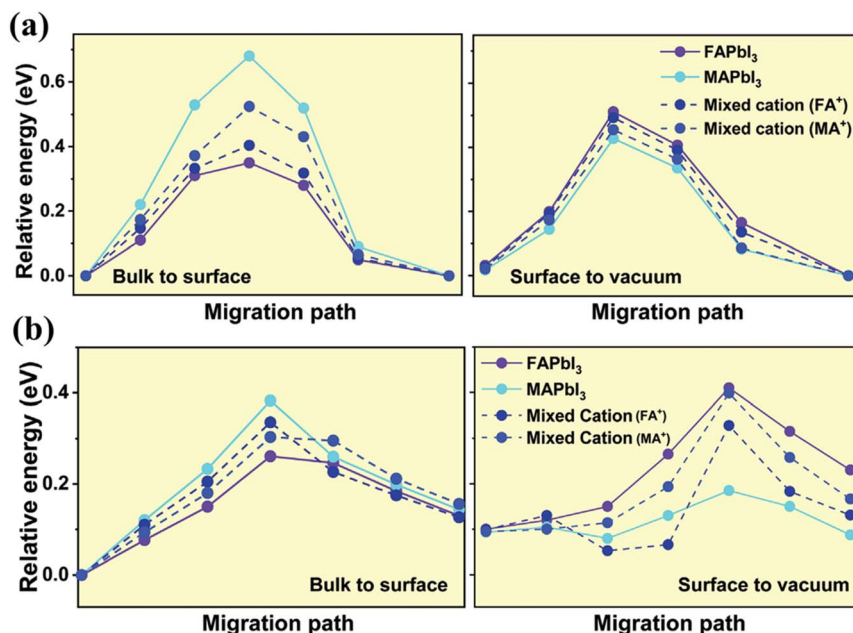 (a)
Relative energy (eV)
0.6
0.4
0.2
0.0
Bulk to surface
Migration path
FAPbI₃
MAPbI₃
Mixed cation (FA⁺)
Mixed cation (MA⁺)
Surface to vacuum
Migration path
(b)
Relative energy (eV)
0.4
0.2
0.0
Bulk to surface
Migration path
FAPbI₃
MAPbI₃
Mixed Cation (FA⁺)
Mixed Cation (MA⁺)
Surface to vacuum
Migration path